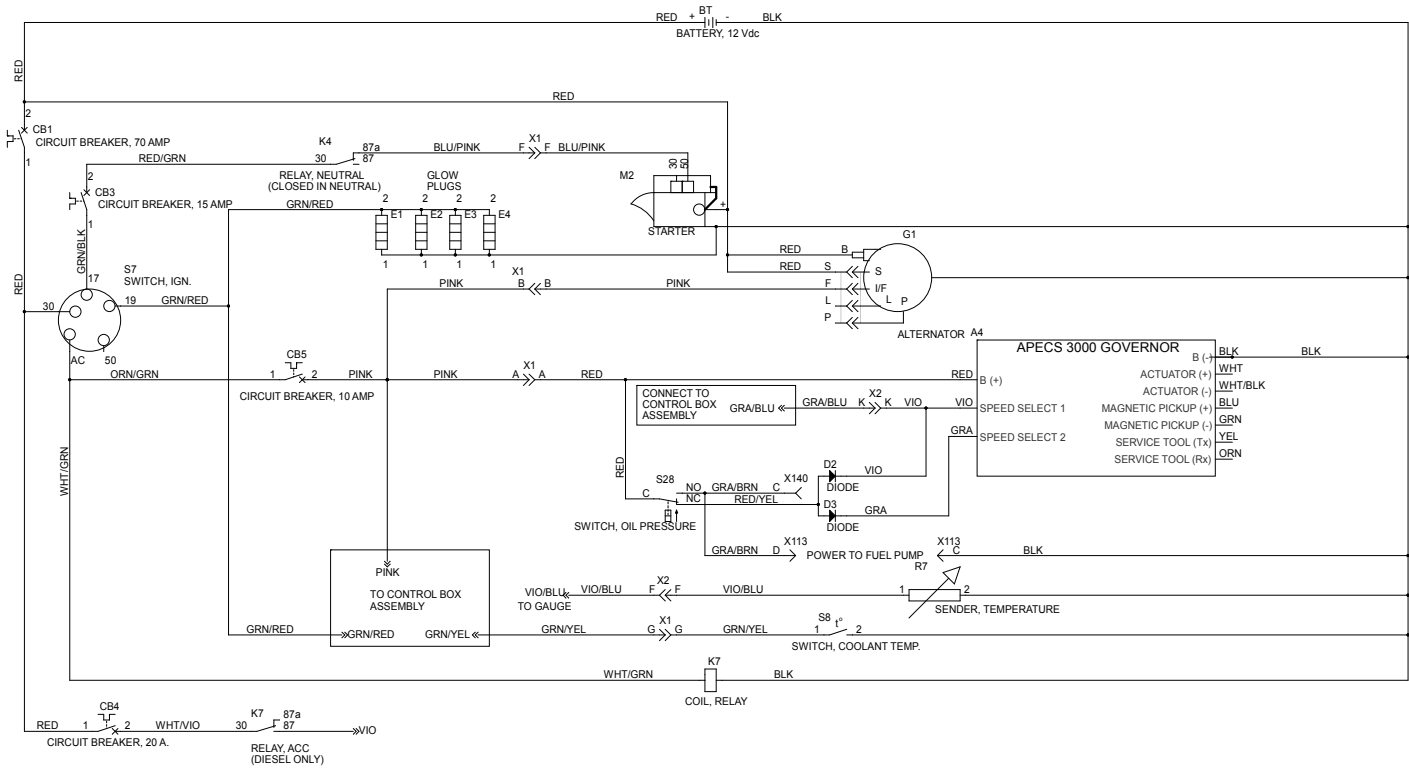 RED + BT - BLK
BATTERY, 12 Vdc
RED
RED
2
CB1
CIRCUIT BREAKER, 70 AMP
1
RED/GRN
K4
30
87a
87
RELAY, NEUTRAL
(CLOSED IN NEUTRAL)
BLU/PINK
X1
F F
BLU/PINK
30
50
M2
+
STARTER
2
CB3
CIRCUIT BREAKER, 15 AMP
1
GRN/BLK
GLOW
PLUGS
GRN/RED
2 2 2 2
E1 E2 E3 E4
1 1 1 1
RED
17
S7
SWITCH, IGN.
30
19
GRN/RED
AC
50
G1
RED B
RED S S
X1
PINK B B PINK F I/F
L L P
P
ALTERNATOR
A4
APECS 3000 GOVERNOR
B (-) BLK BLK
ACTUATOR (+) WHT
ACTUATOR (-) WHT/BLK
MAGNETIC PICKUP (+) BLU
MAGNETIC PICKUP (-) GRN
SERVICE TOOL (Tx) YEL
SERVICE TOOL (Rx) ORN
RED B (+)
VIO SPEED SELECT 1
GRA SPEED SELECT 2
ORN/GRN
CB5
1 2
CIRCUIT BREAKER, 10 AMP
PINK
PINK
X1
A A
RED
CONNECT TO
CONTROL BOX
ASSEMBLY
GRA/BLU
GRA/BLU
X2
K K
VIO
WHT/GRN
RED
S28
C
NO GRA/BRN C X140
NC RED/YEL
SWITCH, OIL PRESSURE
D2
VIO
DIODE
D3
GRA
DIODE
GRA/BRN D X113
POWER TO FUEL PUMP
X113
C
BLK
PINK
TO CONTROL BOX
ASSEMBLY
VIO/BLU
TO GAUGE
VIO/BLU
X2
F F
VIO/BLU
R7
1 2
SENDER, TEMPERATURE
GRN/RED
GRN/RED
GRN/YEL
GRN/YEL
X1
G G
GRN/YEL
S8
t°
1 2
SWITCH, COOLANT TEMP.
WHT/GRN
K7
BLK
COIL, RELAY
RED
CB4
1 2
CIRCUIT BREAKER, 20 A.
WHT/VIO
K7
30
87a
87
VIO
RELAY, ACC
(DIESEL ONLY)